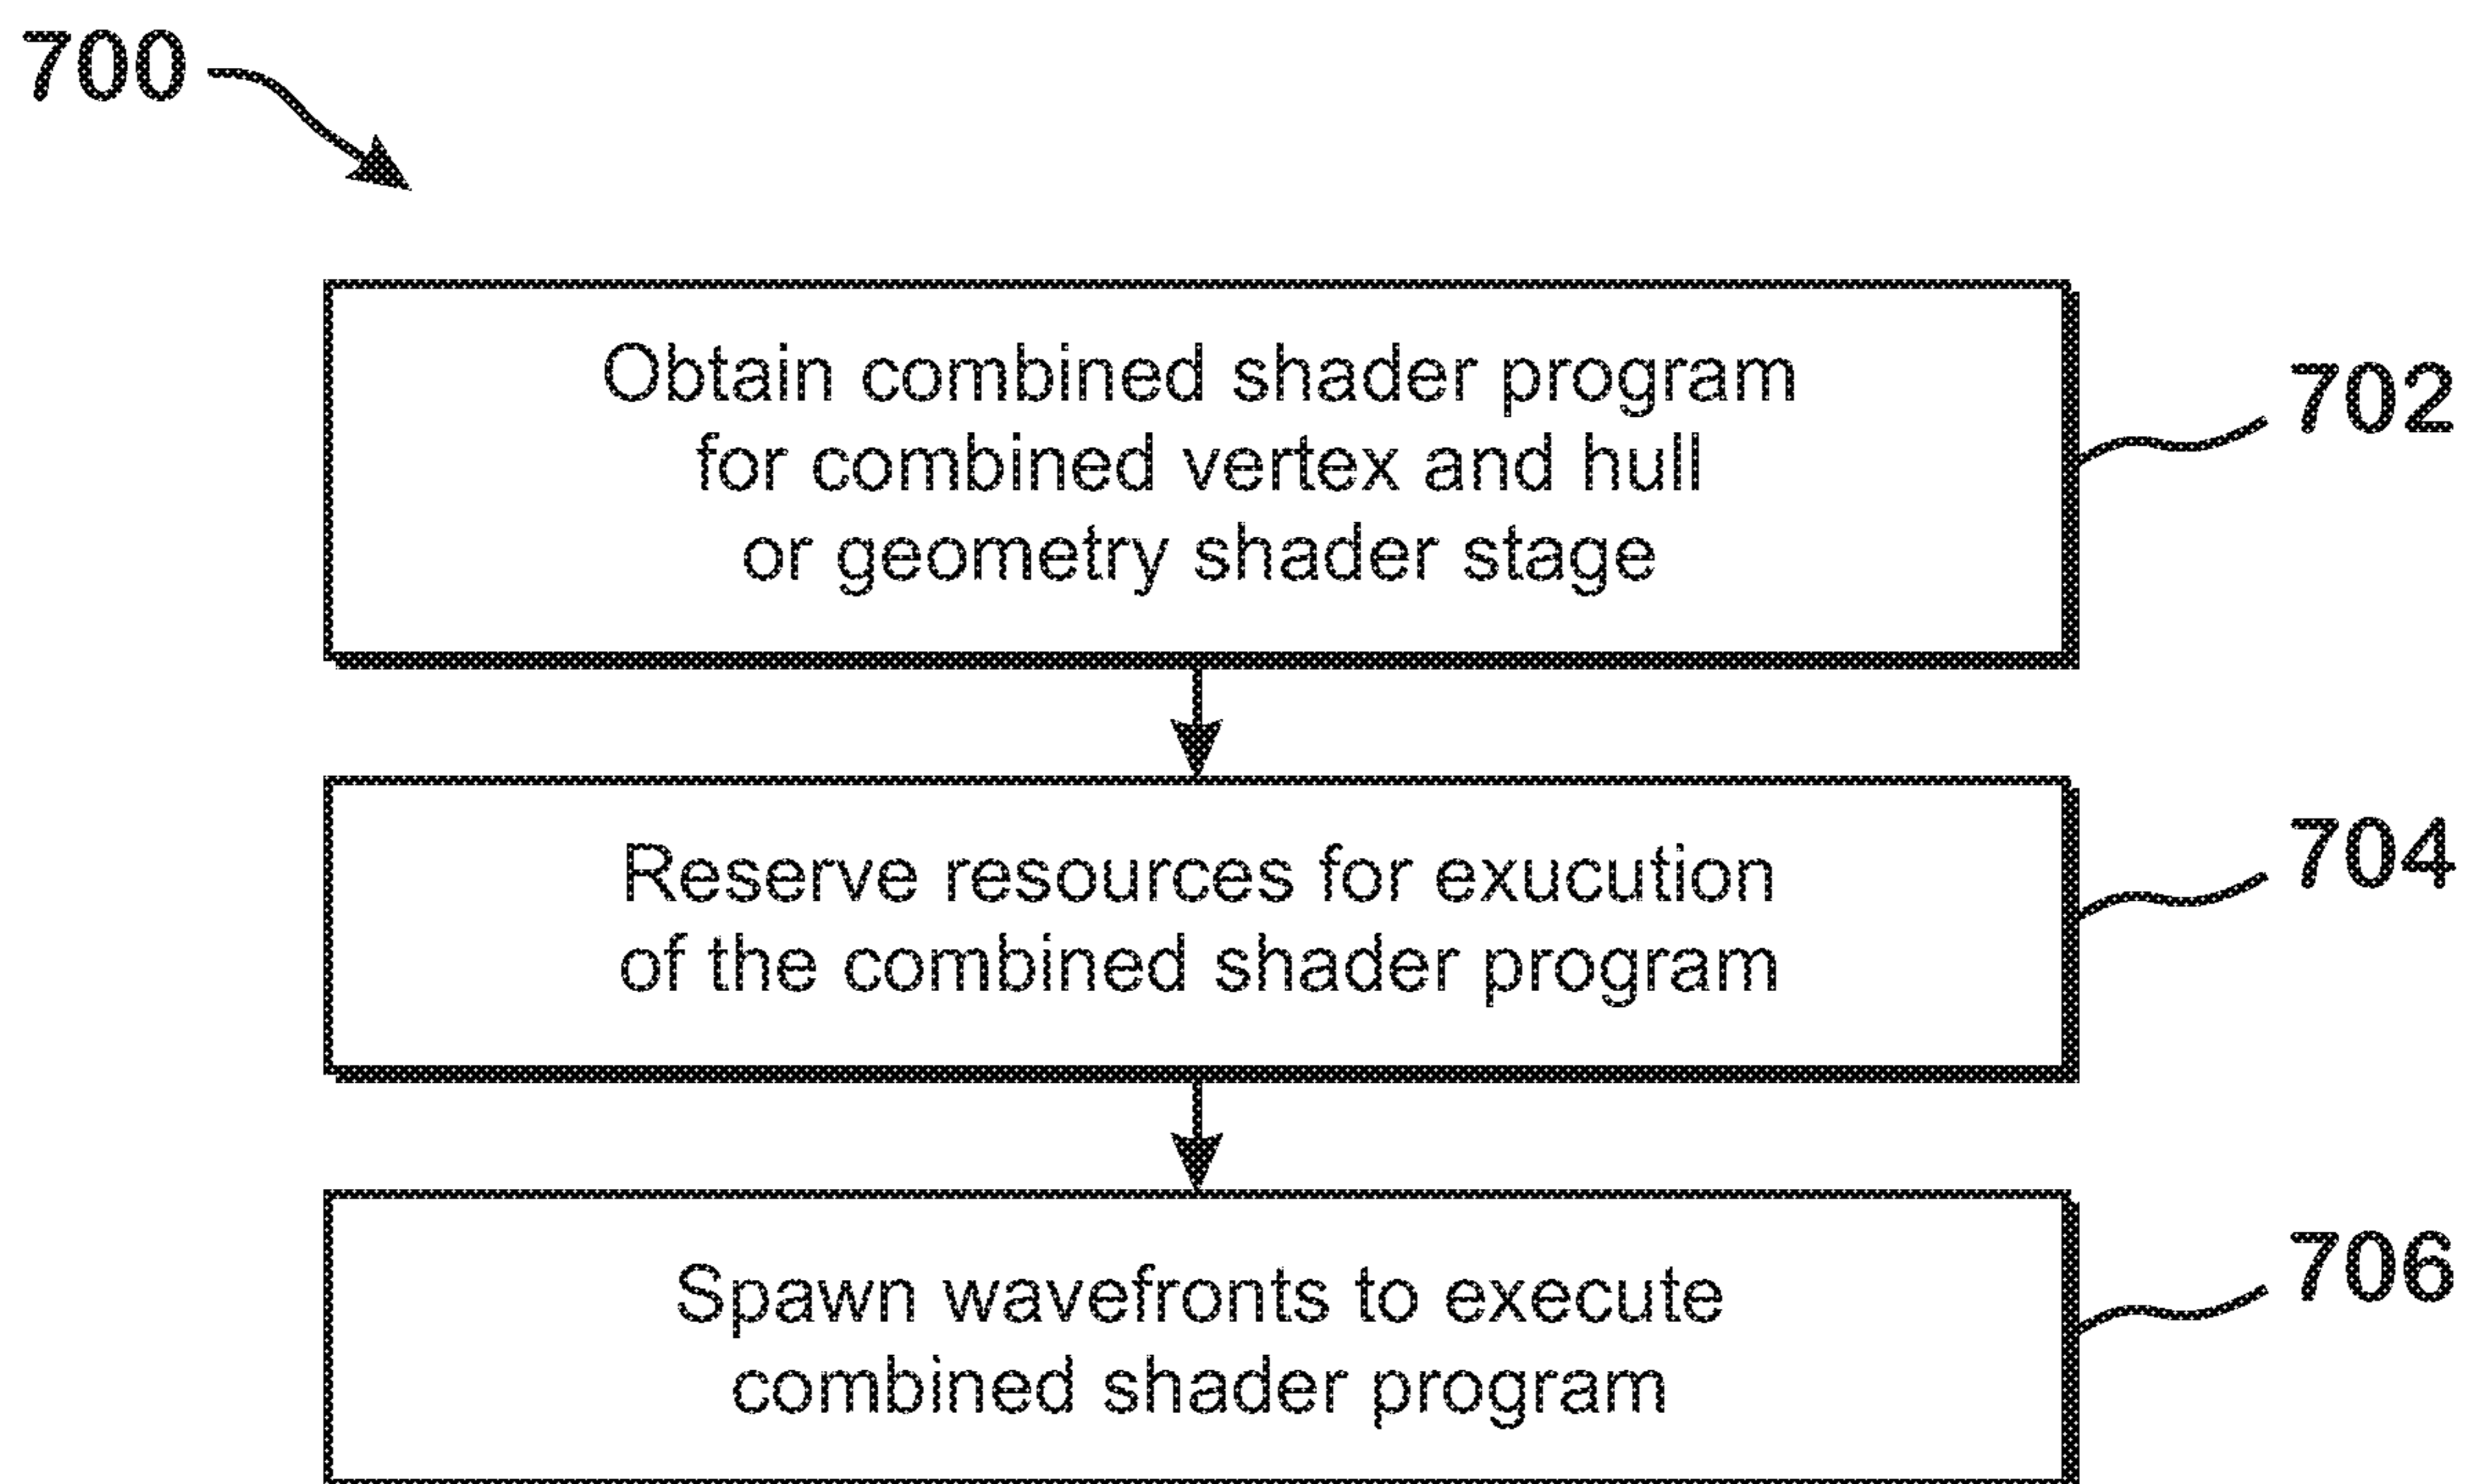 700
Obtain combined shader program
for combined vertex and hull
or geometry shader stage
702
Reserve resources for exucution
of the combined shader program
704
Spawn wavefronts to execute
combined shader program
706